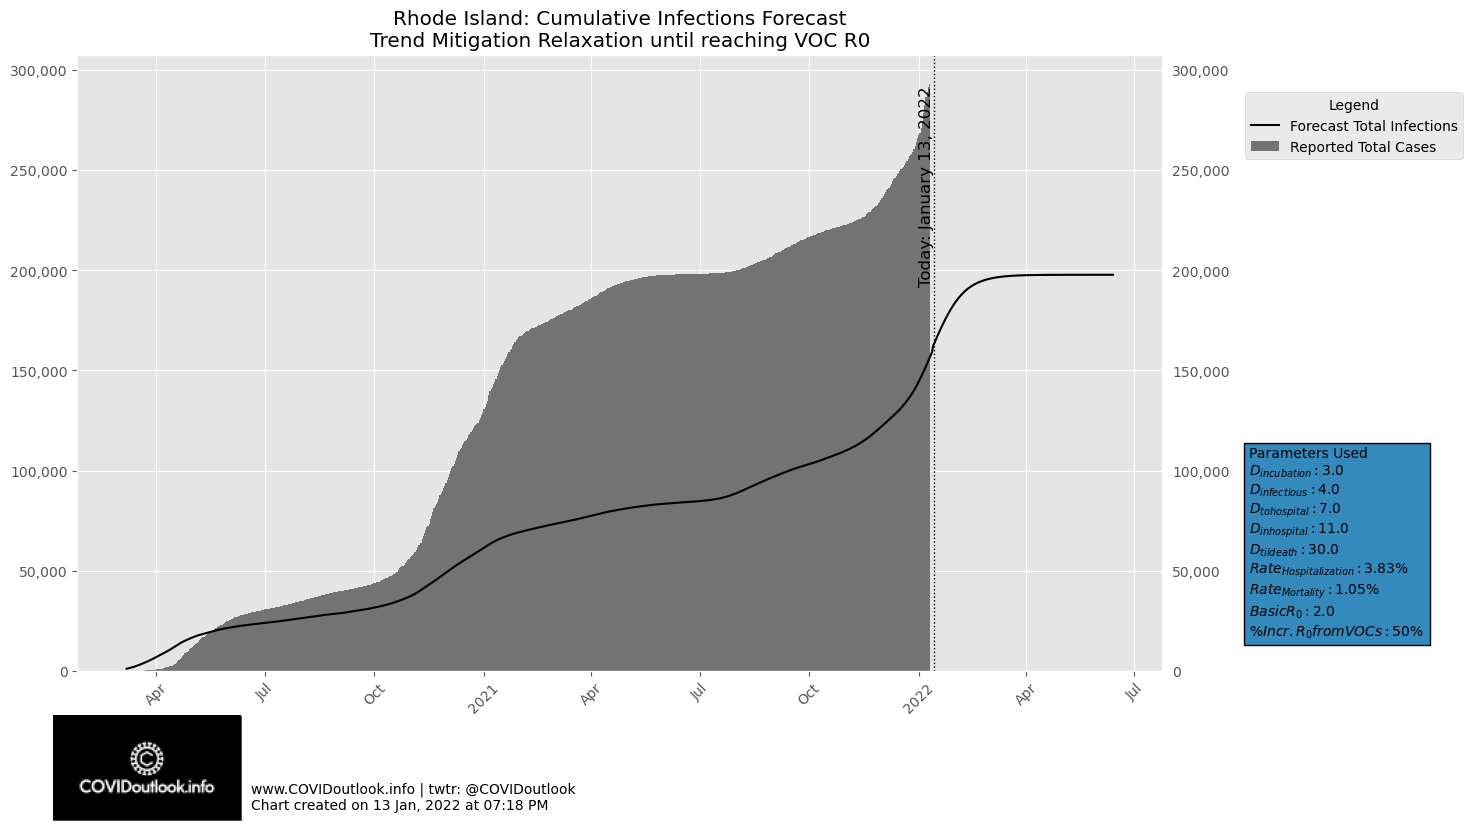 Rhode Island: Cumulative Infections Forecast
Trend Mitigation Relaxation until reaching VOC R0
300,000
250,000
200,000
150,000
100,000
50,000
0
300,000
250,000
200,000
150,000
100,000
50,000
0
Apr
Jul
Oct
2021
Apr
Jul
Oct
2022
Apr
Jul
Today: January 13, 2022
Legend
Forecast Total Infections
Reported Total Cases
Parameters Used
D_incubation : 3.0
D_infectious : 4.0
D_tohospital : 7.0
D_inhospital : 11.0
D_tildeath : 30.0
Rate_Hospitalization : 3.83%
Rate_Mortality : 1.05%
BasicR_0 : 2.0
%Incr.R_0fromVOCs : 50%
COVIDoutlook.info
www.COVIDoutlook.info | twtr: @COVIDoutlook
Chart created on 13 Jan, 2022 at 07:18 PM